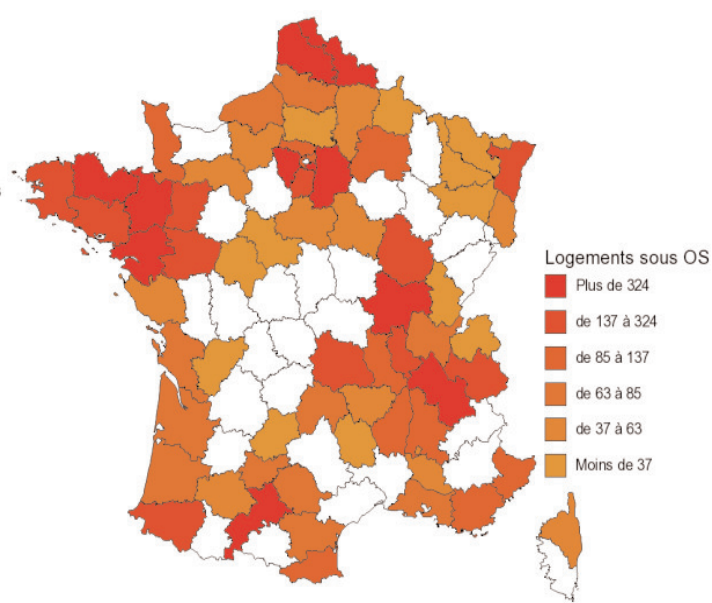 Logements sous OS
Plus de 324
de 137 à 324
de 85 à 137
de 63 à 85
de 37 à 63
Moins de 37